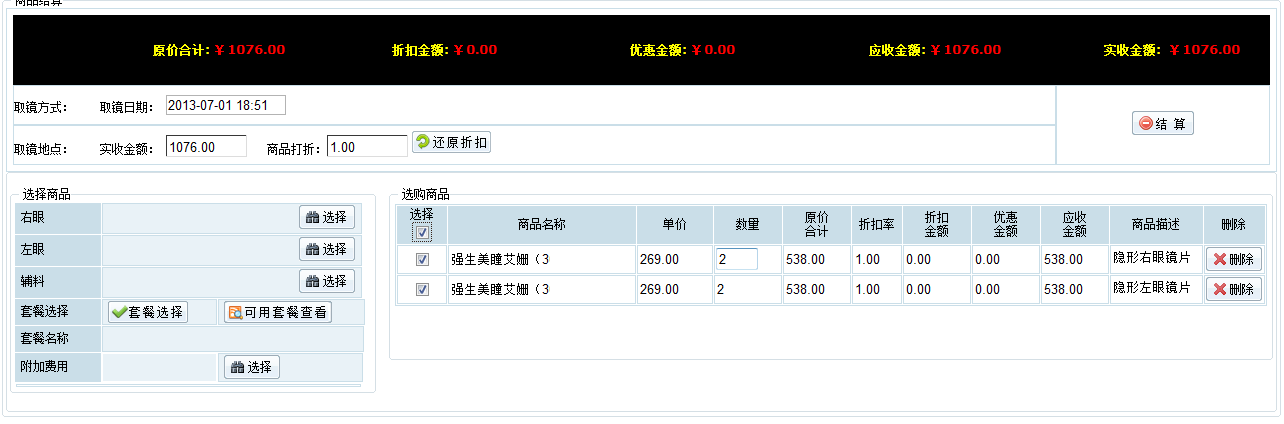 商品结算
原价合计: ¥ 1076.00 折扣金额: ¥ 0.00 优惠金额: ¥ 0.00 应收金额: ¥ 1076.00 实收金额: ¥ 1076.00
取镜方式: 取镜日期: 2013-07-01 18:51
结 算
取镜地点: 实收金额: 1076.00 商品打折: 1.00 还原折扣
选择商品
右眼 选择
左眼 选择
辅料 选择
套餐选择 套餐选择 可用套餐查看
套餐名称
附加费用 选择
选购商品
选择 商品名称 单价 数量 原价合计 折扣率 折扣金额 优惠金额 应收金额 商品描述 删除
强生美瞳艾姗（3 269.00 2 538.00 1.00 0.00 0.00 538.00 隐形右眼镜片 删除
强生美瞳艾姗（3 269.00 2 538.00 1.00 0.00 0.00 538.00 隐形左眼镜片 删除